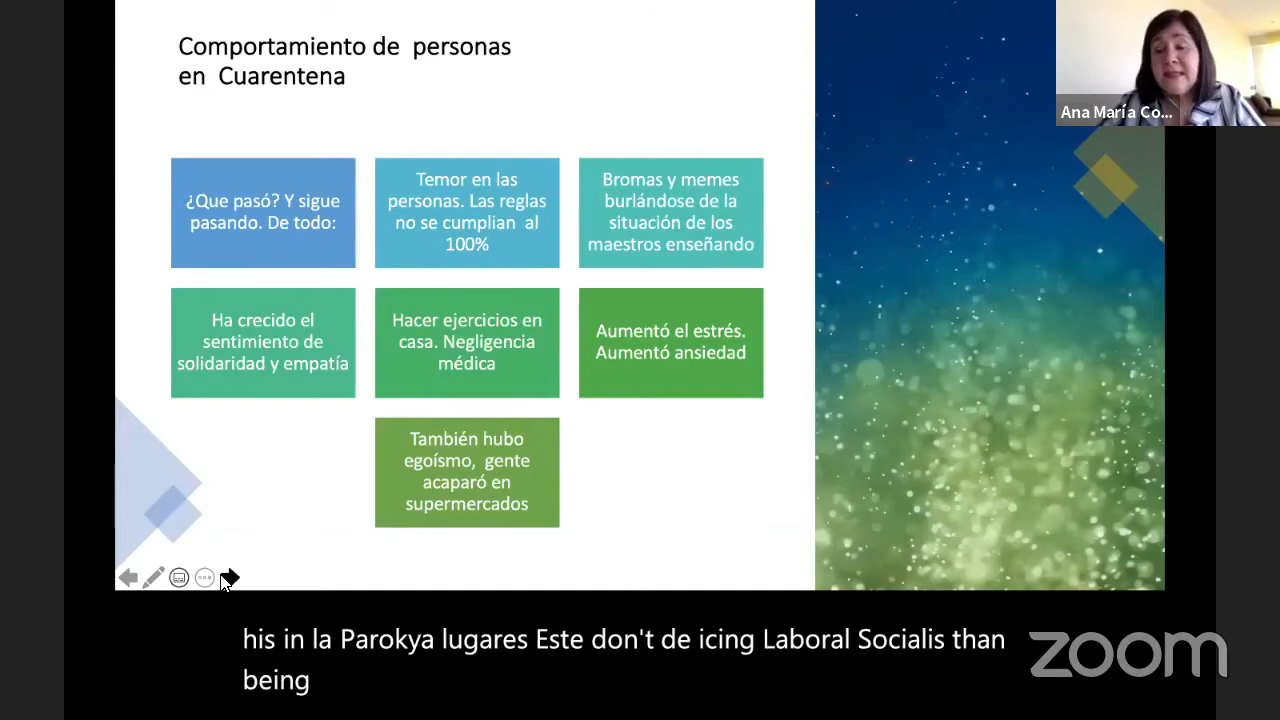 Comportamiento de personas
en Cuarentena
Ana María Co...
¿Que pasó? Y sigue
pasando. De todo:
Temor en las
personas. Las reglas
no se cumplian al
100%
Bromas y memes
burlándose de la
situación de los
maestros enseñando
Ha crecido el
sentimiento de
solidaridad y empatía
Hacer ejercicios en
casa. Negligencia
médica
Aumentó el estrés.
Aumentó ansiedad
También hubo
egoísmo, gente
acaparó en
supermercados
his in la Parokya lugares Este don't de icing Laboral Socialis than
being
zoom